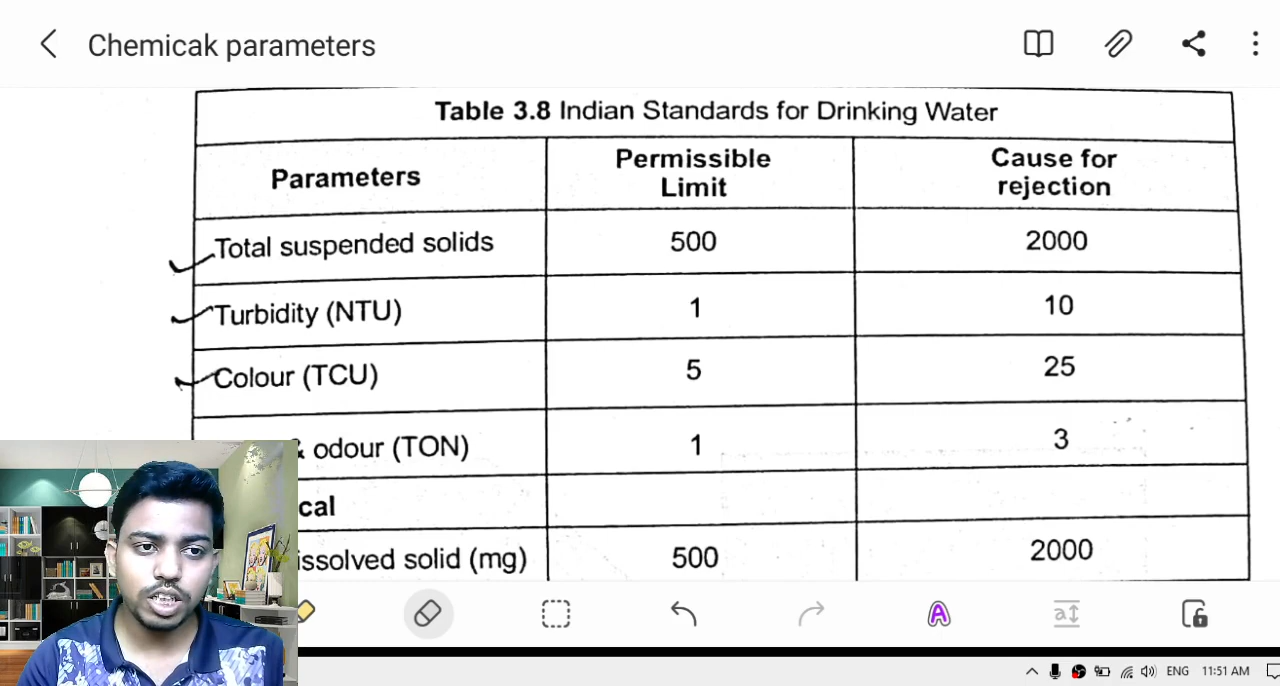 Chemicak parameters
Table 3.8 Indian Standards for Drinking Water
Parameters
Permissible
Limit
Cause for
rejection
Total suspended solids 500 2000
Turbidity (NTU) 1 10
Colour (TCU) 5 25
& odour (TON) 1 3
cal
issolved solid (mg) 500 2000
A
a
ENG 11:51 AM